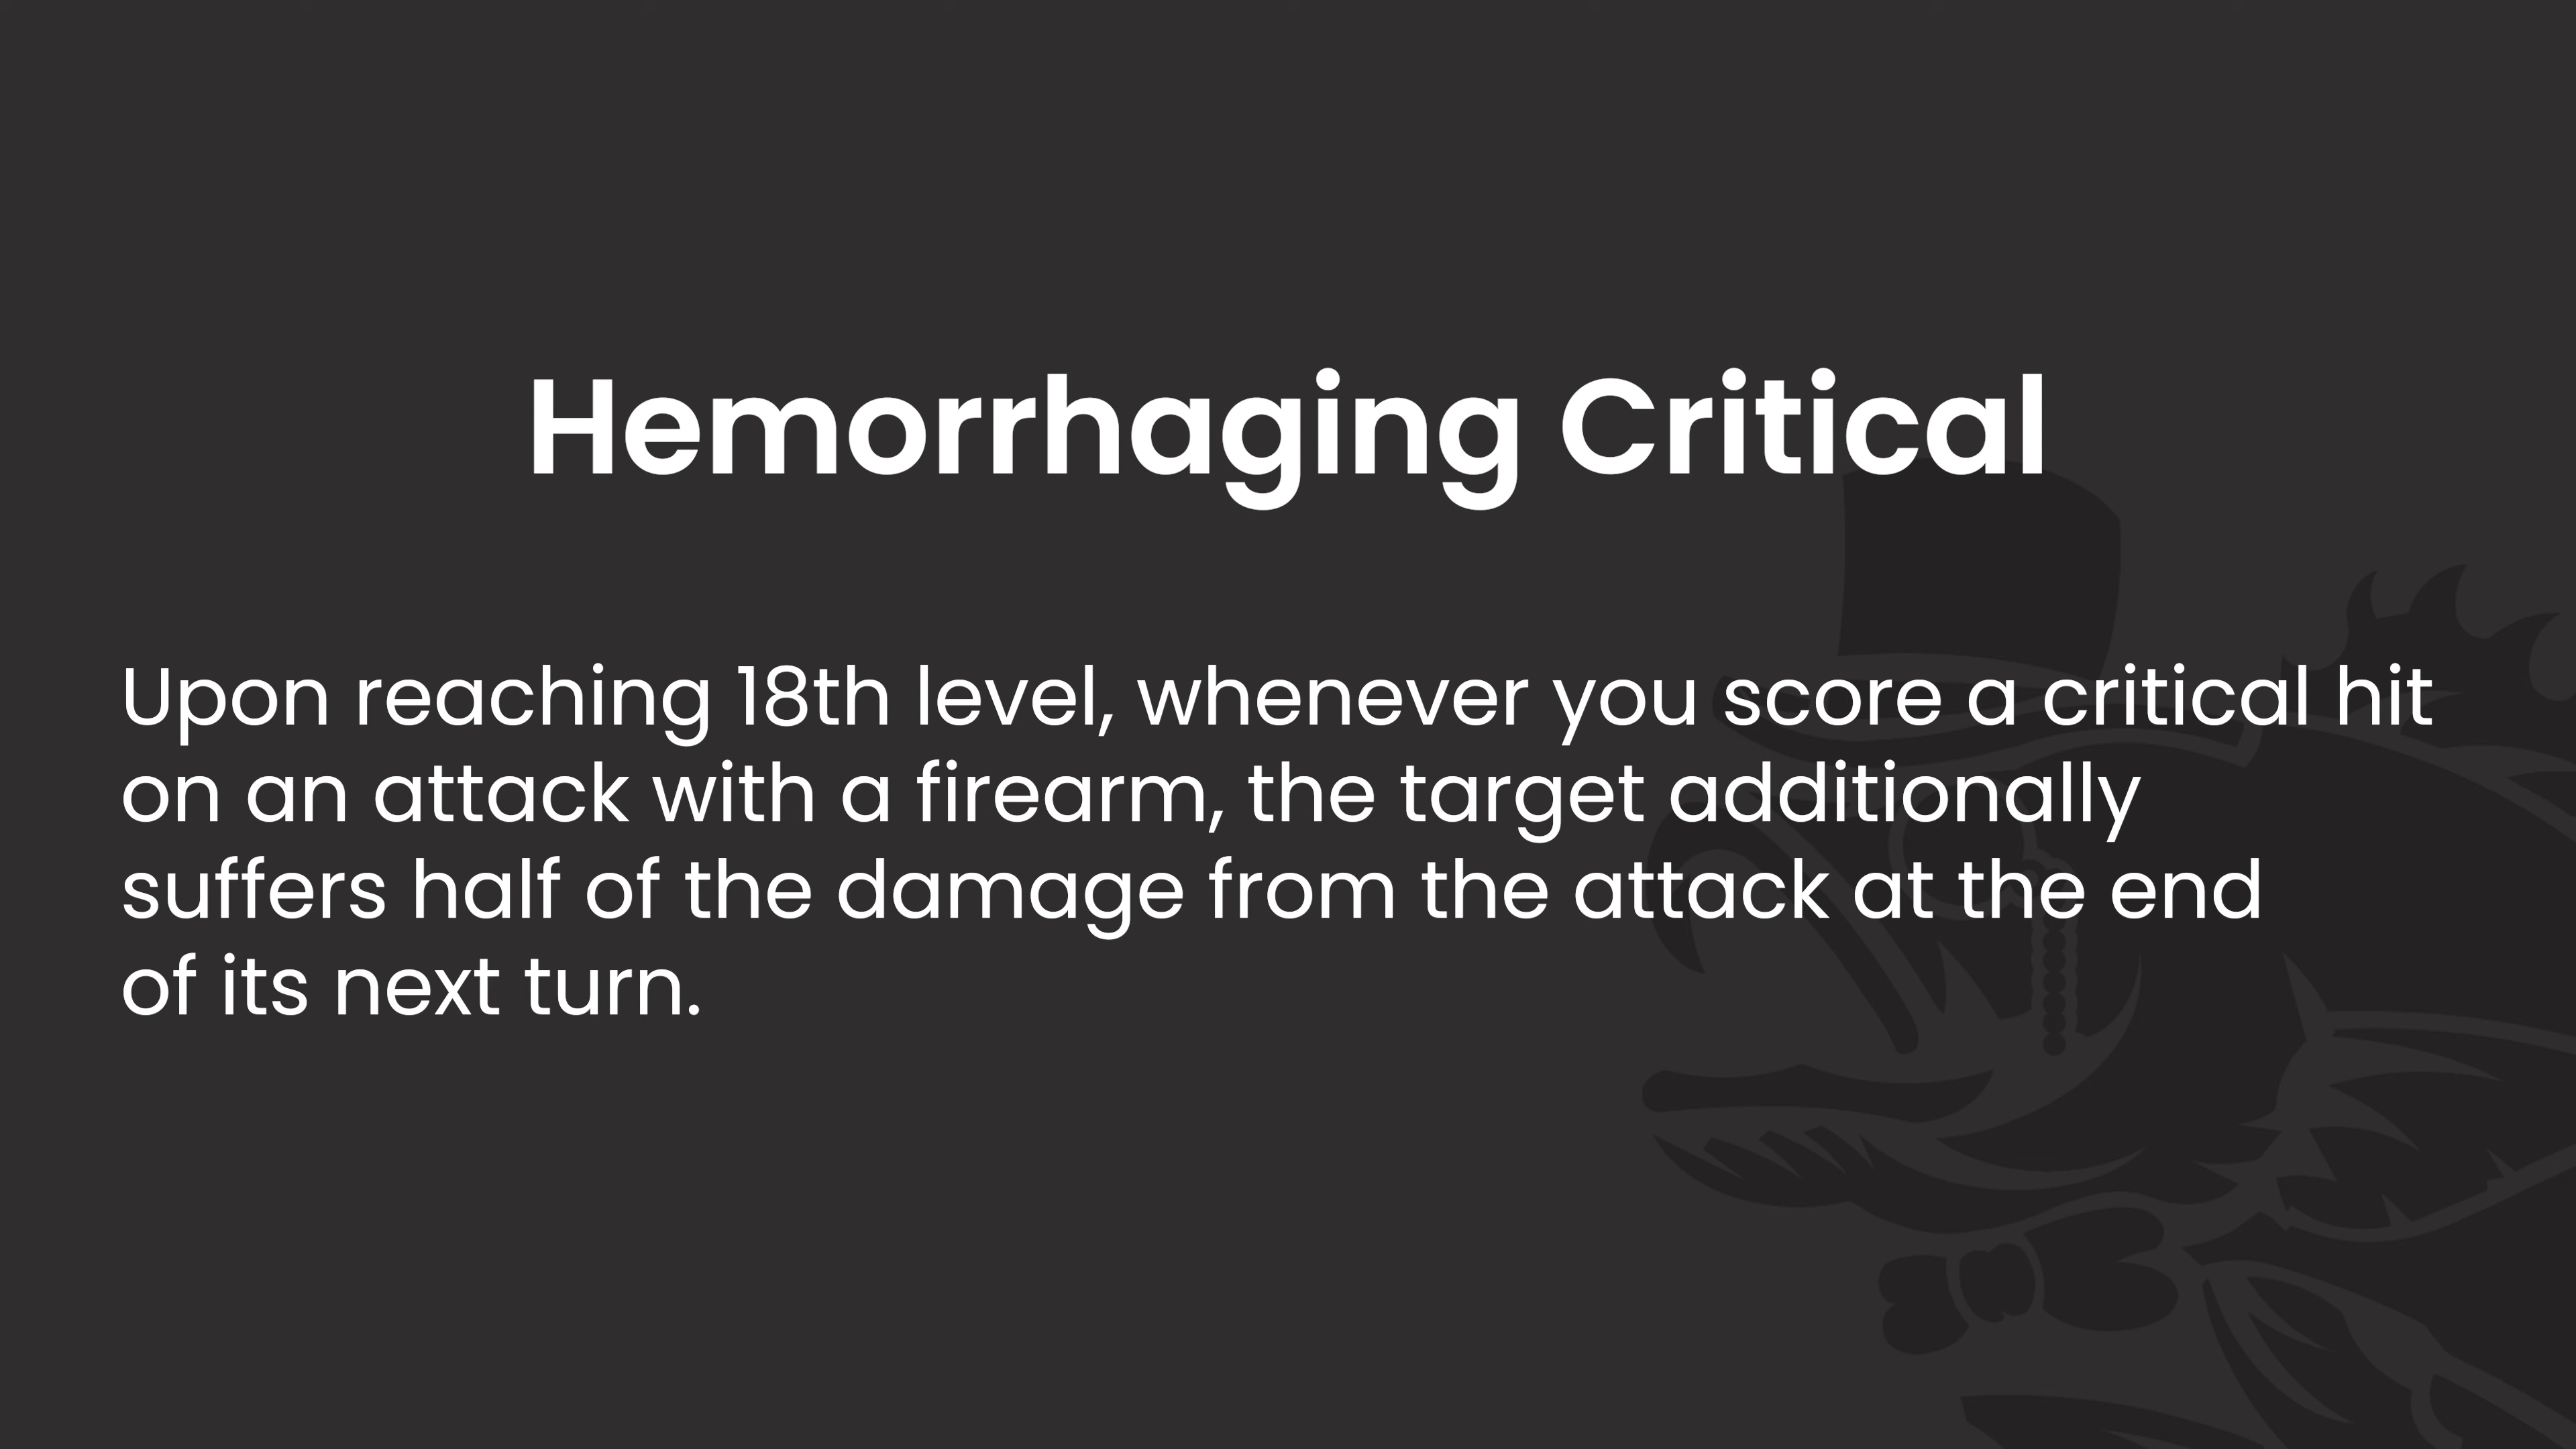 Hemorrhaging Critical
Upon reaching 18th level, whenever you score a critical hit
on an attack with a firearm, the target additionally
suffers half of the damage from the attack at the end
of its next turn.